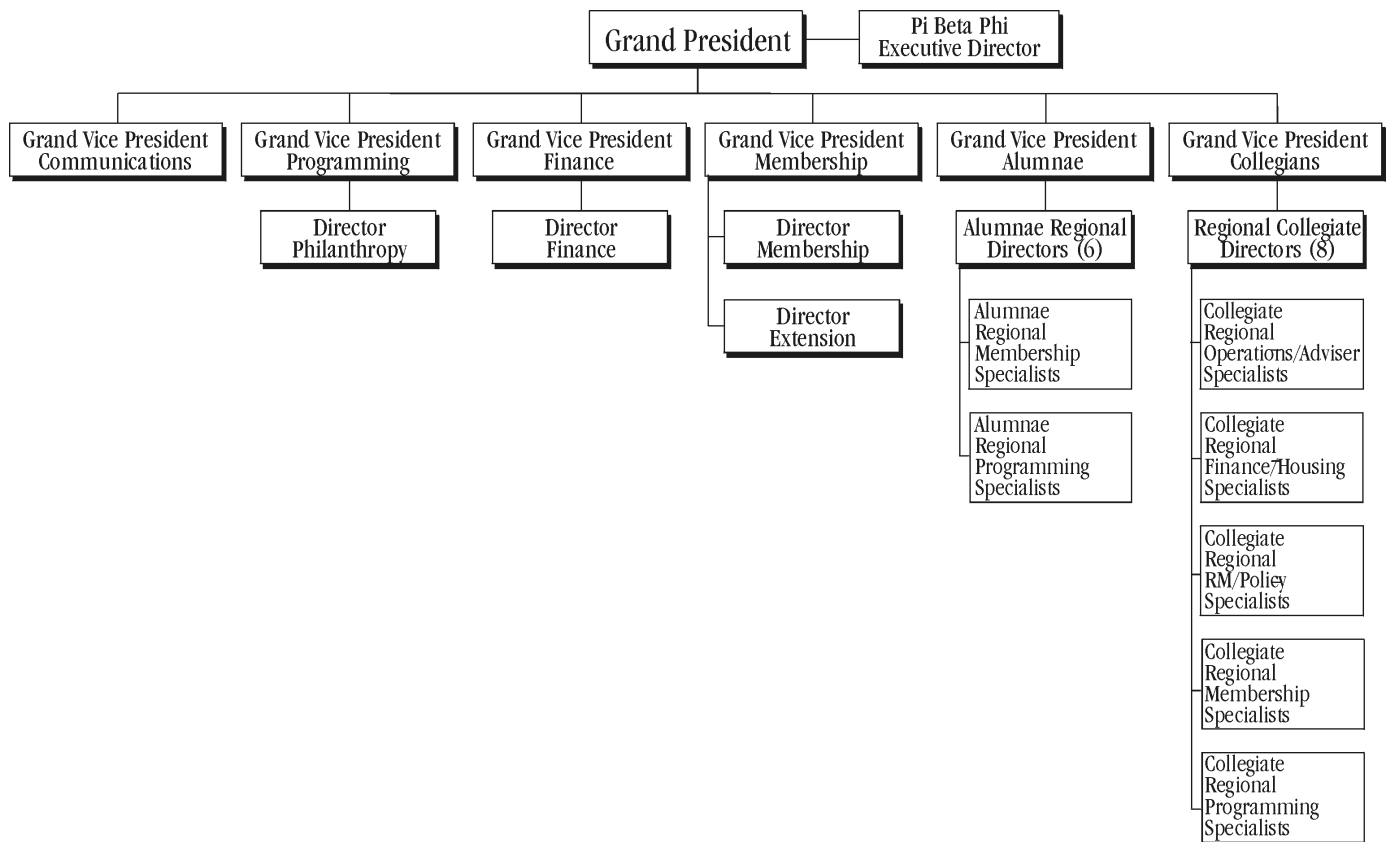 Grand President
Pi Beta Phi
Executive Director
Grand Vice President
Communications
Grand Vice President
Programming
Grand Vice President
Finance
Grand Vice President
Membership
Grand Vice President
Alumnae
Grand Vice President
Collegians
Director
Philanthropy
Director
Finance
Director
Membership
Director
Extension
Alumnae Regional
Directors (6)
Alumnae
Regional
Membership
Specialists
Alumnae
Regional
Programming
Specialists
Regional Collegiate
Directors (8)
Collegiate
Regional
Operations/Adviser
Specialists
Collegiate
Regional
Finance/Housing
Specialists
Collegiate
Regional
RM/Policy
Specialists
Collegiate
Regional
Membership
Specialists
Collegiate
Regional
Programming
Specialists